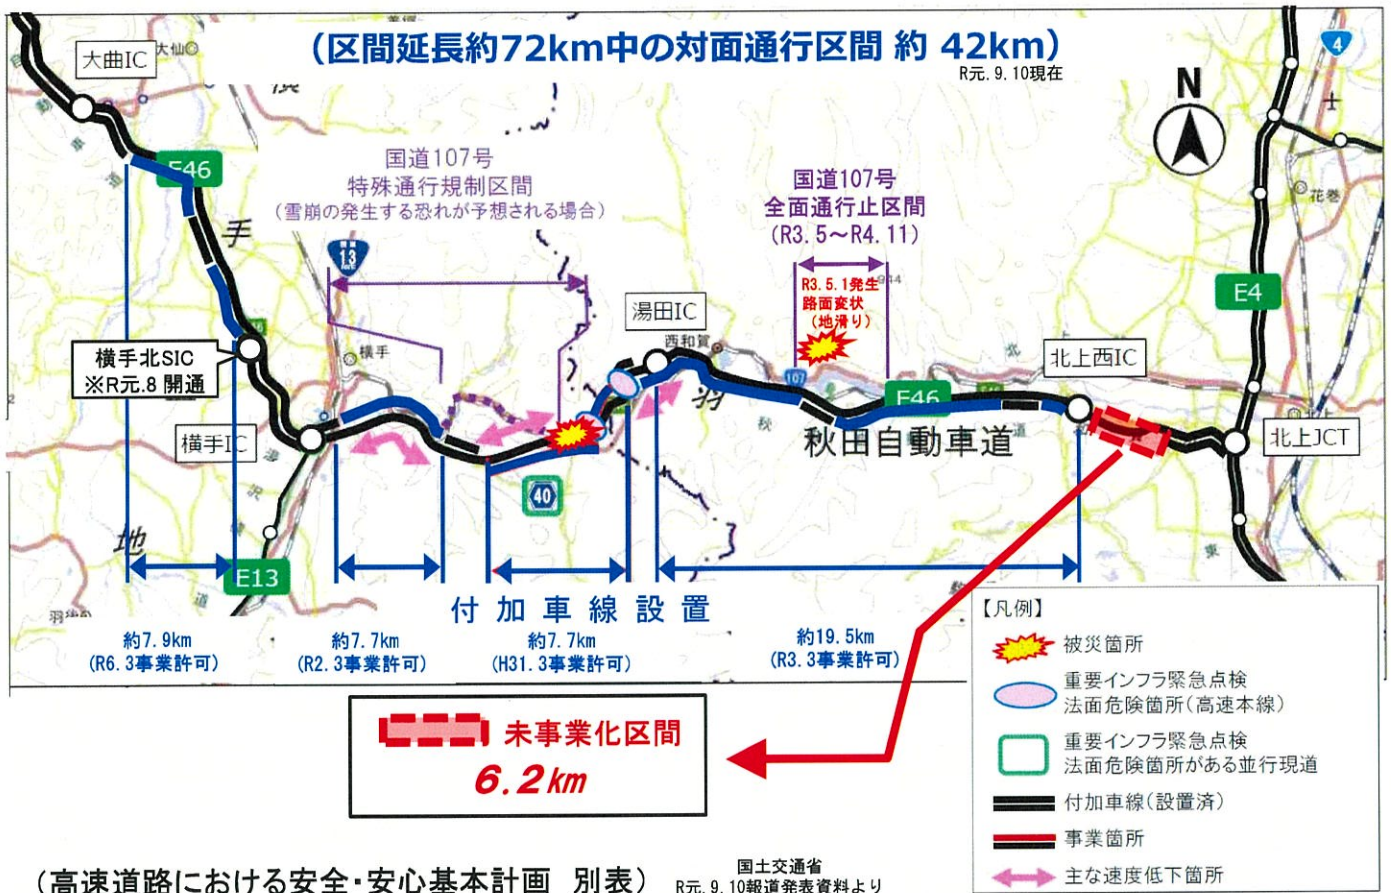 (区間延長約72km中の対面通行区間 約 42km)
R元.9.10現在
大曲IC
大仙
4
N
E46
国道107号
特殊通行規制区間
(雪崩の発生する恐れが予想される場合)
国道107号
全面通行止区間
(R3.5~R4.11)
花巻
手
13
R3.5.1発生
路面変状
(地滑り)
944
E4
湯田IC
西和賀
横手北SIC
※R元.8 開通
横手
107
北上西IC
E46
羽
横手IC
秋田自動車道
北上
北上JCT
40
地
E13
付加車線設置
約7.9km
(R6.3事業許可)
約7.7km
(R2.3事業許可)
約7.7km
(H31.3事業許可)
約19.5km
(R3.3事業許可)
【凡例】
被災箇所
重要インフラ緊急点検
法面危険箇所(高速本線)
重要インフラ緊急点検
法面危険箇所がある並行現道
付加車線(設置済)
事業箇所
主な速度低下箇所
未事業化区間
6.2km
(高速道路における安全・安心基本計画 別表)
国土交通省
R元.9.10報道発表資料より